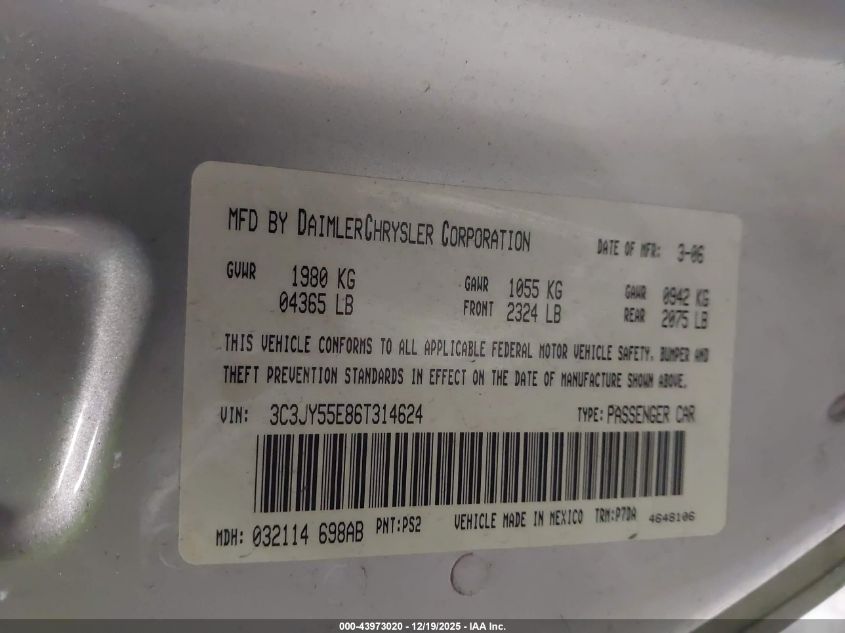 MFD BY DAIMLERCHRYSLER CORPORATION DATE OF MFR: 3-06
GVWR 1980 KG GAWR 1055 KG GAWR 0942 KG
04365 LB FRONT 2324 LB REAR 2075 LB
THIS VEHICLE CONFORMS TO ALL APPLICABLE FEDERAL MOTOR VEHICLE SAFETY, BUMPER AND
THEFT PREVENTION STANDARDS IN EFFECT ON THE DATE OF MANUFACTURE SHOWN ABOVE.
VIN: 3C3JY55E86T314624 TYPE: PASSENGER CAR
MDH: 032114 698AB PNT:PS2 VEHICLE MADE IN MEXICO TRM:P7DA 4648106
000-43973020 • 12/19/2025 • IAA Inc.